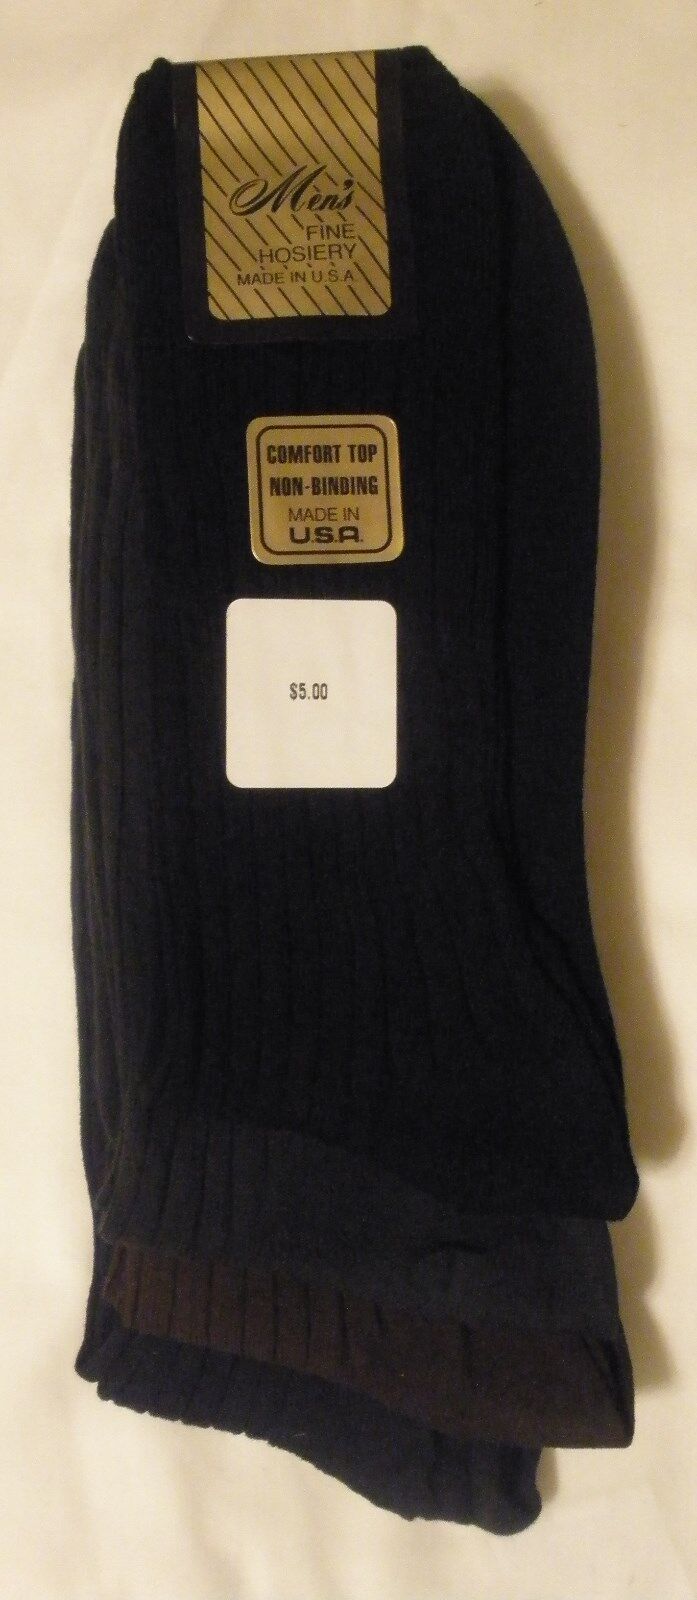 Men's
FINE
HOSIERY
MADE IN U.S.A.
COMFORT TOP
NON-BINDING
MADE IN
U.S.A.
$5.00